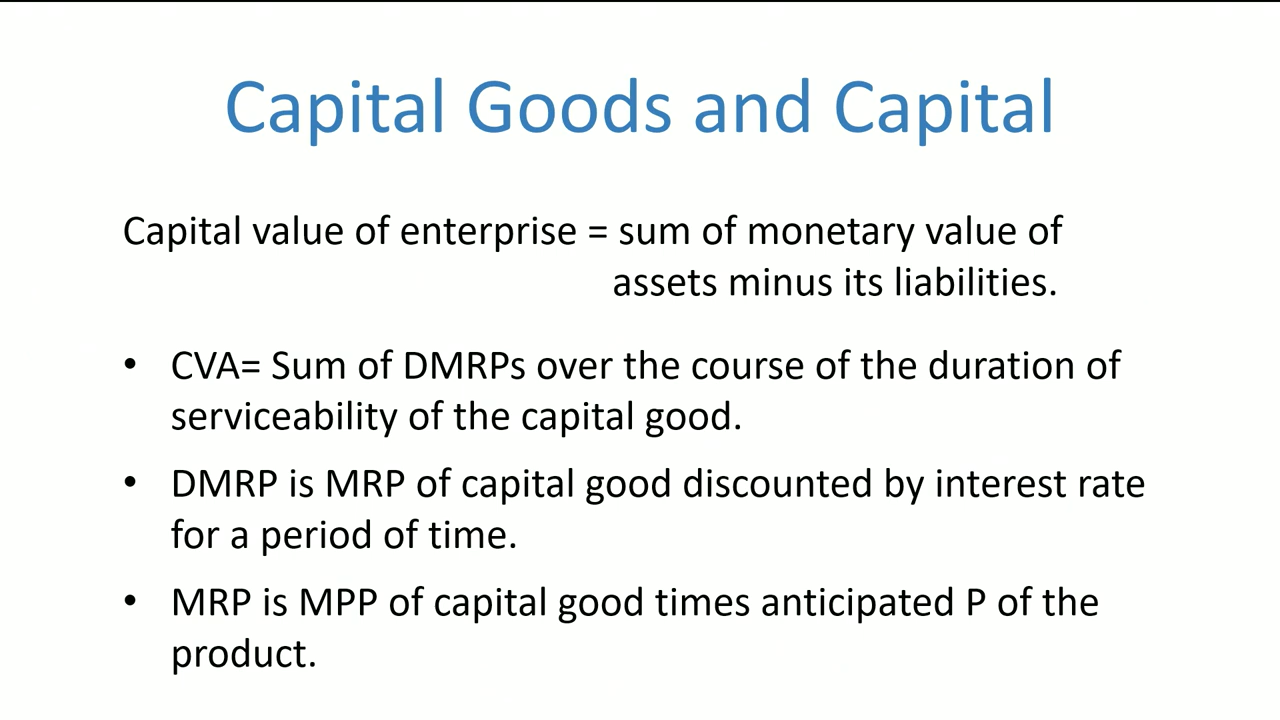 Capital Goods and Capital
Capital value of enterprise = sum of monetary value of
assets minus its liabilities.
• CVA= Sum of DMRPs over the course of the duration of
serviceability of the capital good.
• DMRP is MRP of capital good discounted by interest rate
for a period of time.
• MRP is MPP of capital good times anticipated P of the
product.